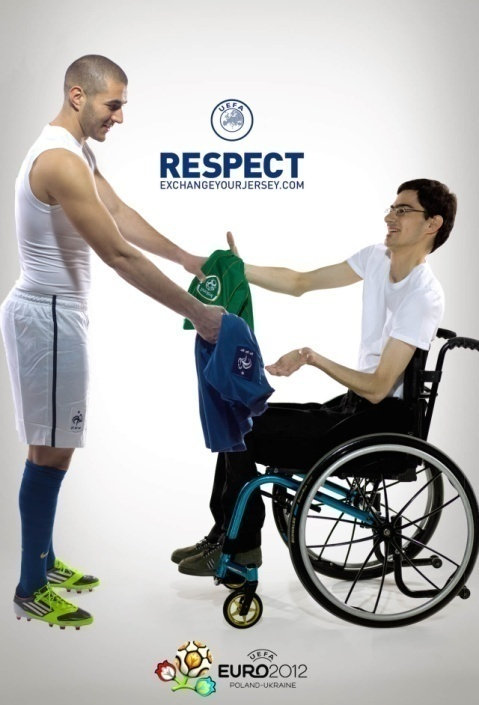 UEFA
RESPECT
EXCHANGEYOURJERSEY.COM
UEFA
EURO2012
POLAND-UKRAINE